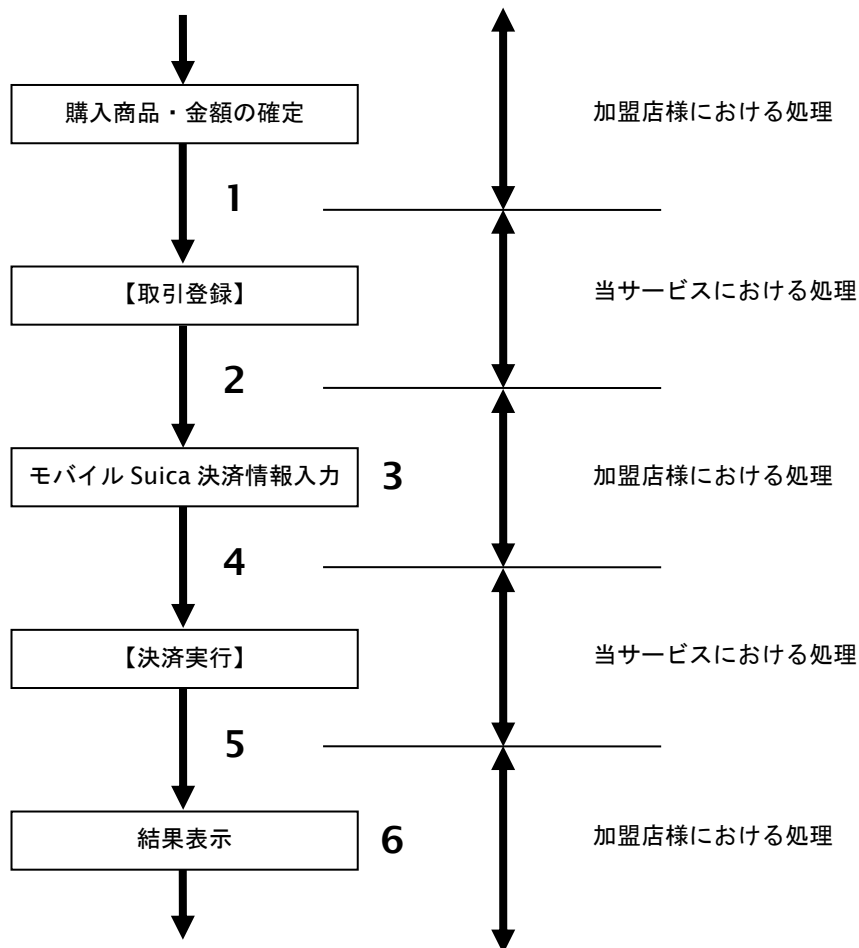 購入商品・金額の確定
加盟店様における処理
1
【取引登録】
当サービスにおける処理
2
モバイル Suica 決済情報入力
3
加盟店様における処理
4
【決済実行】
当サービスにおける処理
5
結果表示
6
加盟店様における処理